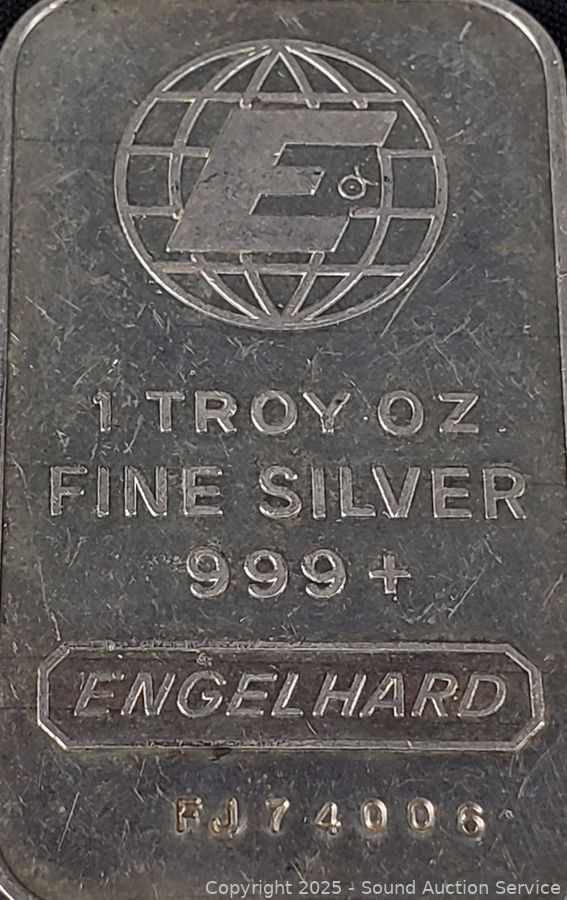 E
1 TROY OZ.
FINE SILVER
999+
ENGELHARD
FJ74006
Copyright 2025 - Sound Auction Service